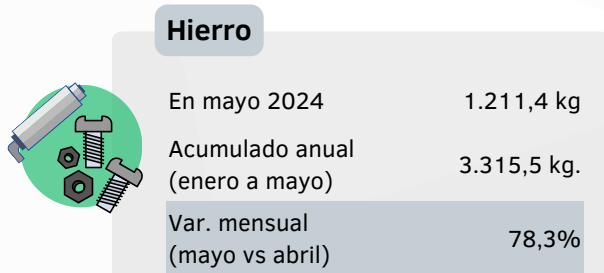 Hierro
En mayo 2024 1.211,4 kg
Acumulado anual
(enero a mayo) 3.315,5 kg.
Var. mensual
(mayo vs abril) 78,3%